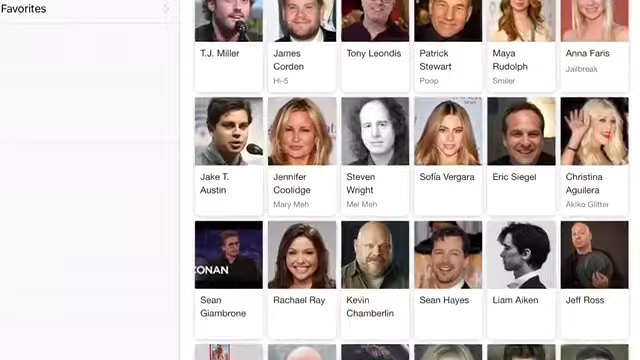 Favorites
T.J. Miller
James
Corden
Hi-5
Tony Leondis
Patrick
Stewart
Poop
Maya
Rudolph
Smiler
Anna Faris
Jailbreak
Jake T.
Austin
Jennifer
Coolidge
Mary Meh
Steven
Wright
Mel Meh
Sofía Vergara
Eric Siegel
Christina
Aguilera
Akiko Glitter
CONAN
Sean
Giambrone
Rachael Ray
Kevin
Chamberlin
Sean Hayes
Liam Aiken
Jeff Ross